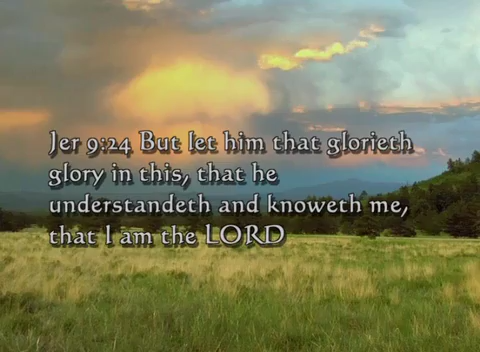 Jer 9:24 But let him that glorieth
glory in this, that he
understandeth and knoweth me,
that I am the LORD